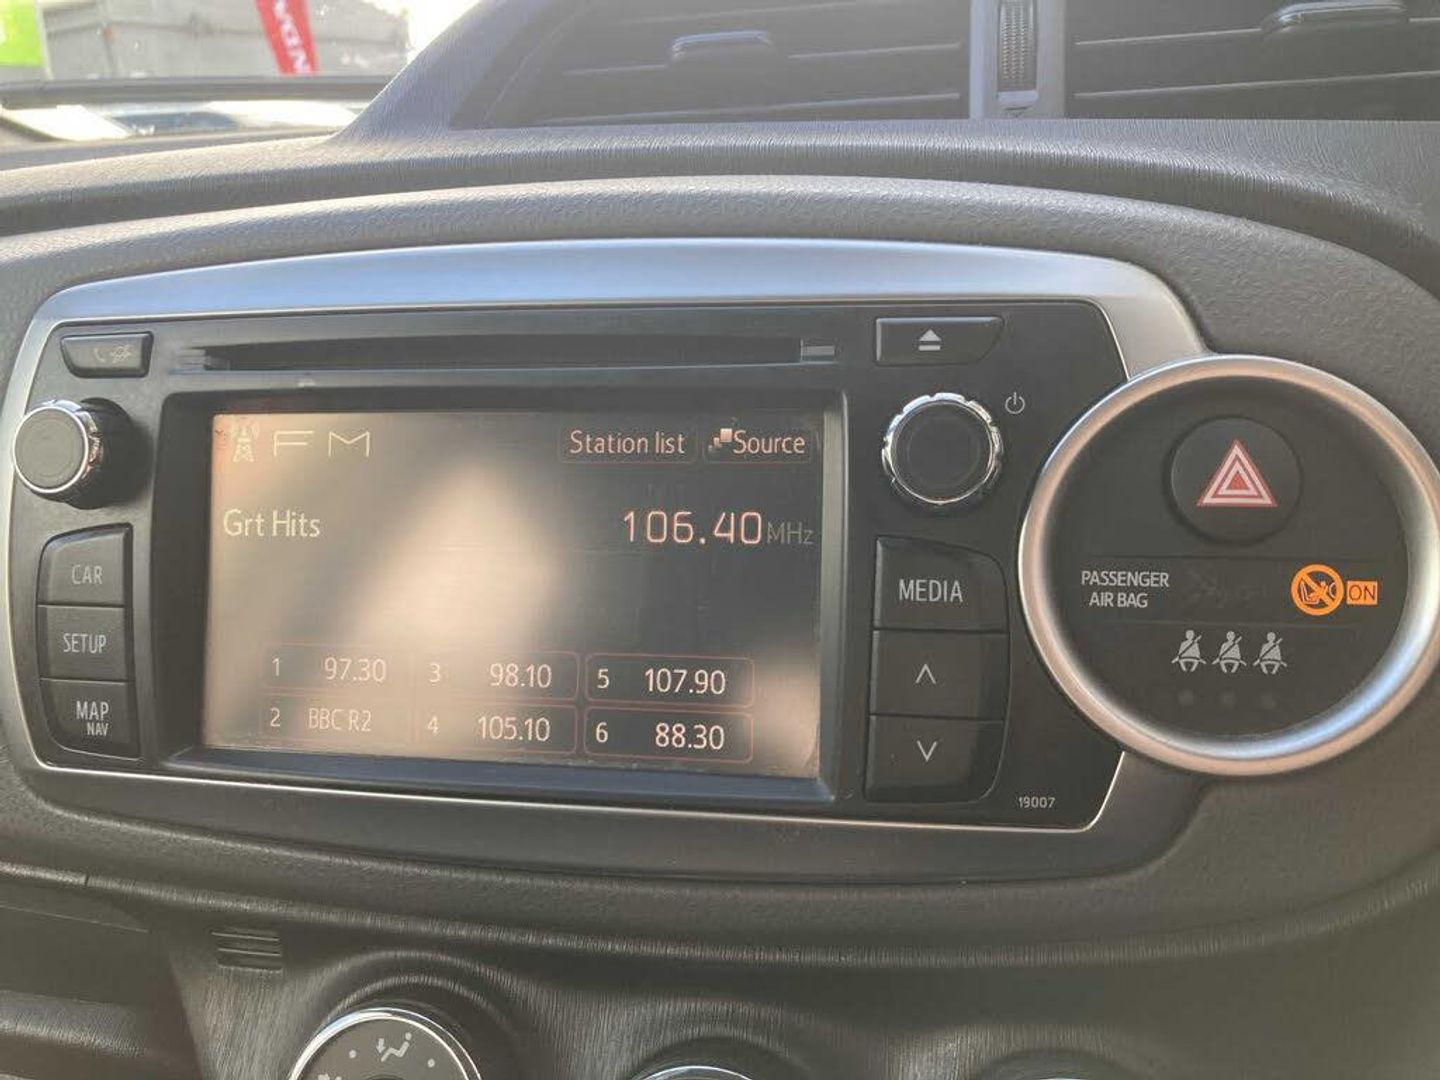 FM
Station list
Source
Grt Hits
106.40MHz
1 97.30
3 98.10
5 107.90
2 BBC R2
4 105.10
6 88.30
CAR
SETUP
MAP
NAV
MEDIA
19007
PASSENGER
AIR BAG
ON